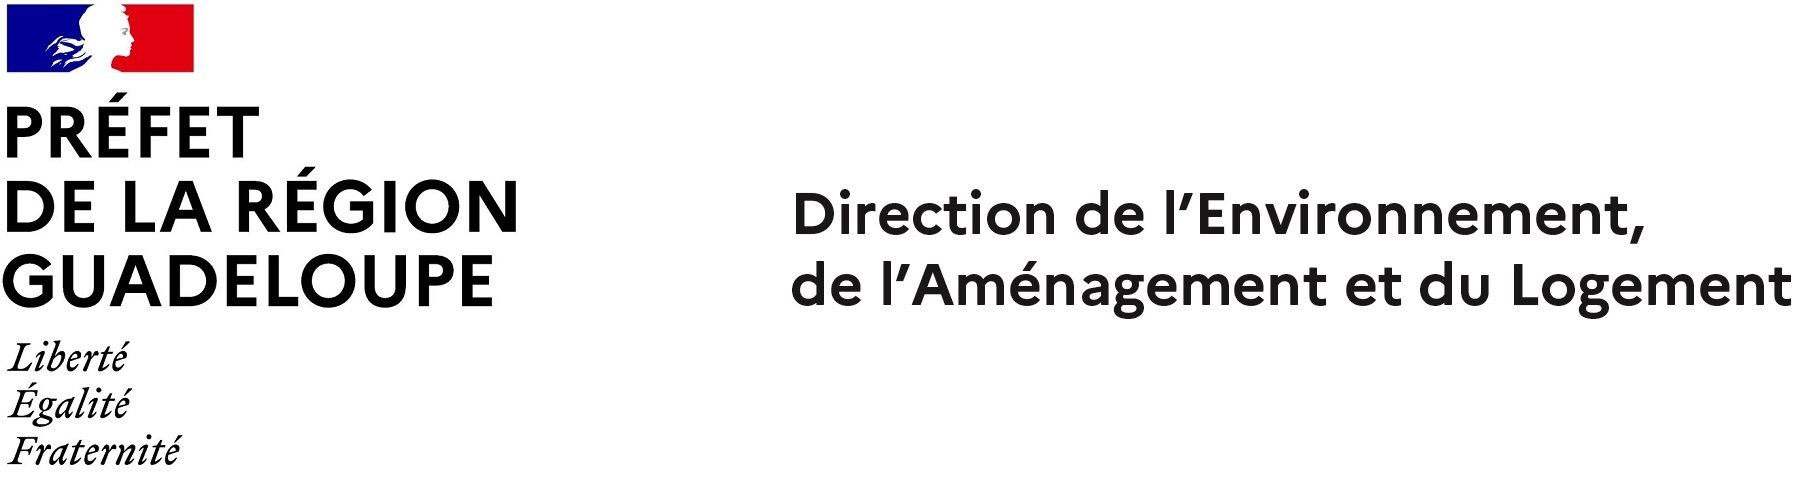 PRÉFET
DE LA RÉGION
GUADELOUPE
Liberté
Égalité
Fraternité
Direction de l’Environnement,
de l’Aménagement et du Logement